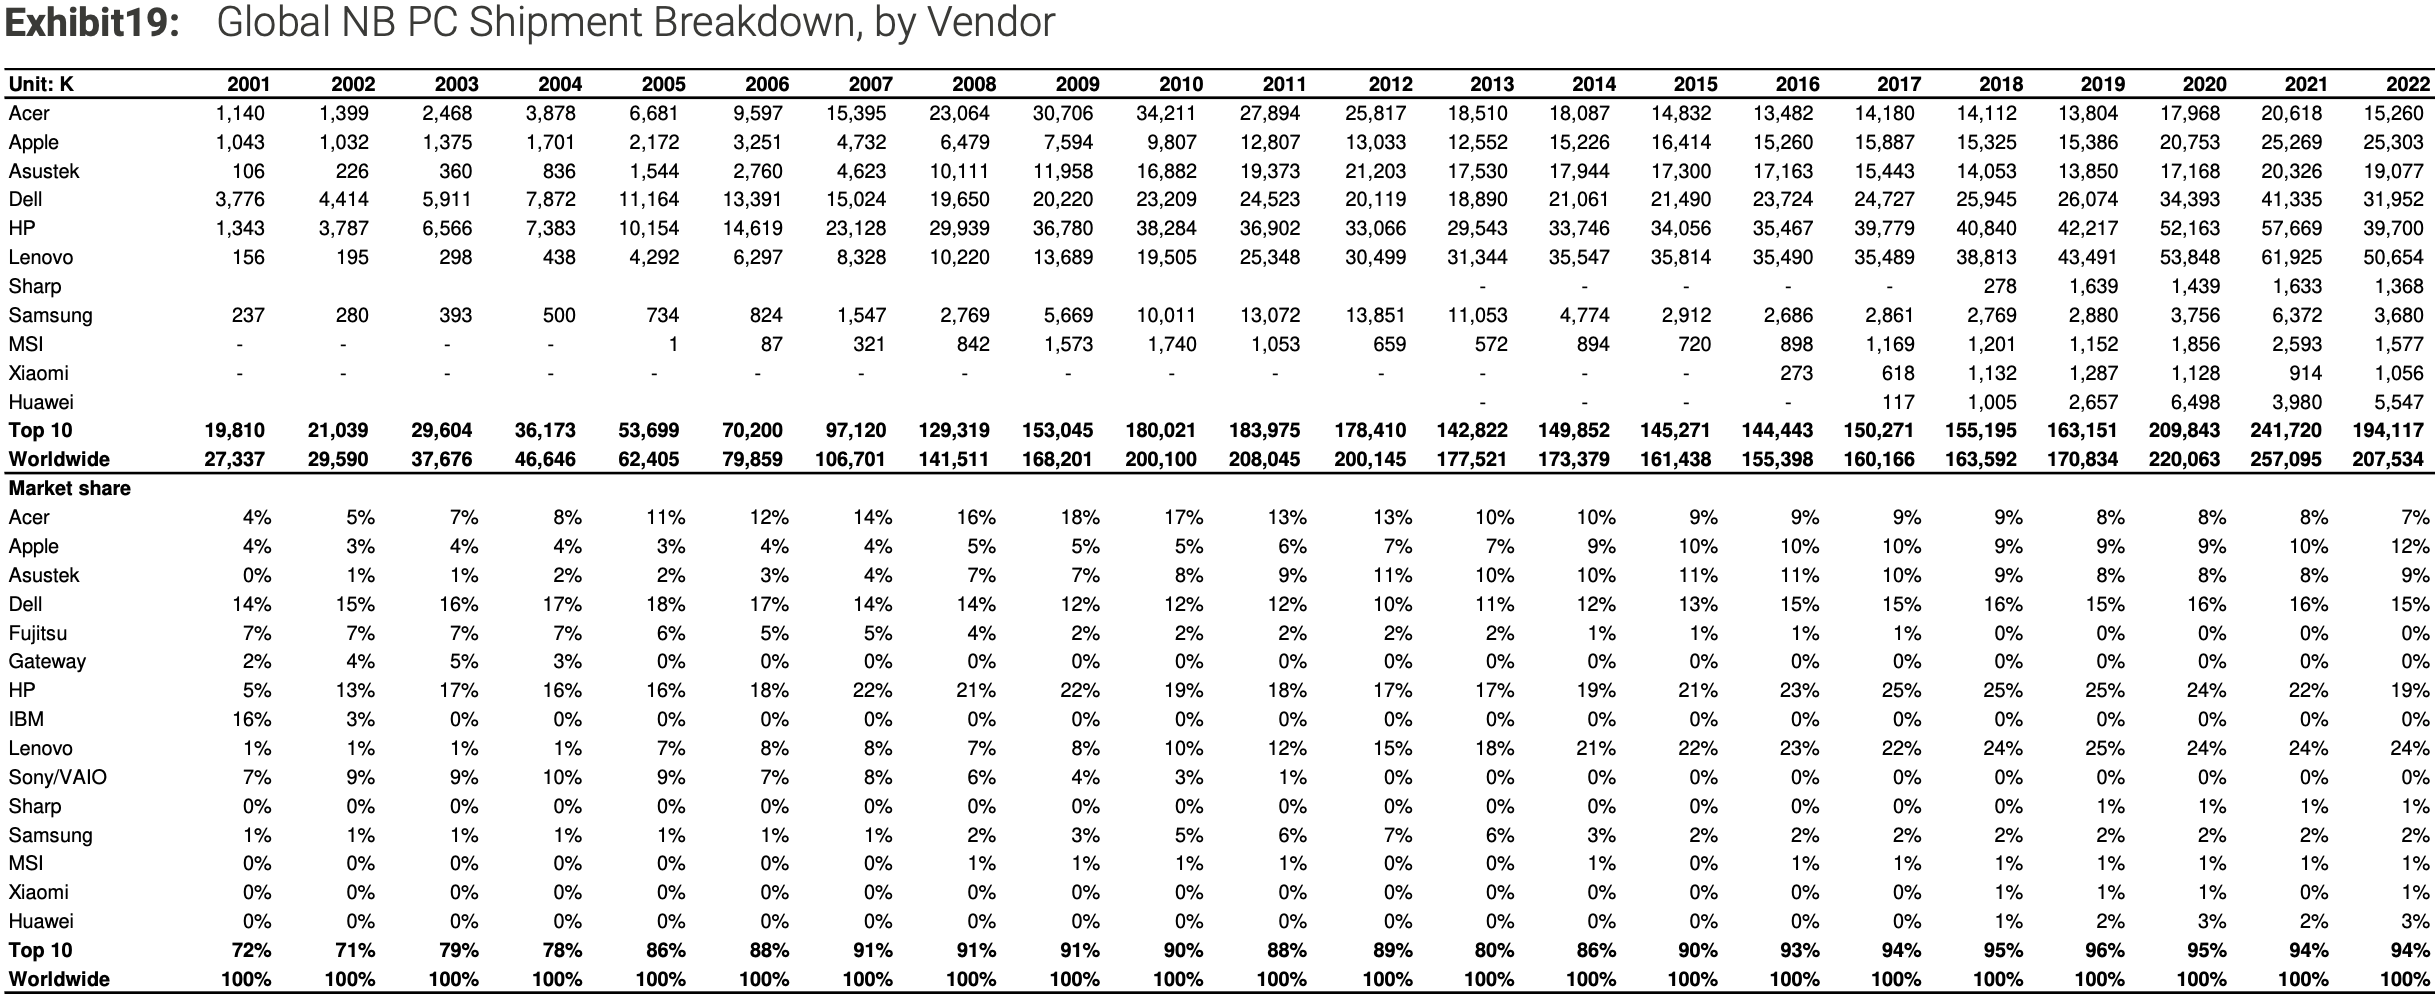 Exhibit19: Global NB PC Shipment Breakdown, by Vendor
Unit: K 2001 2002 2003 2004 2005 2006 2007 2008 2009 2010 2011 2012 2013 2014 2015 2016 2017 2018 2019 2020 2021 2022
Acer 1,140 1,399 2,468 3,878 6,681 9,597 15,395 23,064 30,706 34,211 27,894 25,817 18,510 18,087 14,832 13,482 14,180 14,112 13,804 17,968 20,618 15,260
Apple 1,043 1,032 1,375 1,701 2,172 3,251 4,732 6,479 7,594 9,807 12,807 13,033 12,552 15,226 16,414 15,260 15,887 15,325 15,386 20,753 25,269 25,303
Asustek 106 226 360 836 1,544 2,760 4,623 10,111 11,958 16,882 19,373 21,203 17,530 17,944 17,300 17,163 15,443 14,053 13,850 17,168 20,326 19,077
Dell 3,776 4,414 5,911 7,872 11,164 13,391 15,024 19,650 20,220 23,209 24,523 20,119 18,890 21,061 21,490 23,724 24,727 25,945 26,074 34,393 41,335 31,952
HP 1,343 3,787 6,566 7,383 10,154 14,619 23,128 29,939 36,780 38,284 36,902 33,066 29,543 33,746 34,056 35,467 39,779 40,840 42,217 52,163 57,669 39,700
Lenovo 156 195 298 438 4,292 6,297 8,328 10,220 13,689 19,505 25,348 30,499 31,344 35,547 35,814 35,490 35,489 38,813 43,491 53,848 61,925 50,654
Sharp - - - - - 278 1,639 1,439 1,633 1,368
Samsung 237 280 393 500 734 824 1,547 2,769 5,669 10,011 13,072 13,851 11,053 4,774 2,912 2,686 2,861 2,769 2,880 3,756 6,372 3,680
MSI - - - - 1 87 321 842 1,573 1,740 1,053 659 572 894 720 898 1,169 1,201 1,152 1,856 2,593 1,577
Xiaomi - - - - - - - - - - - - - - - 273 618 1,132 1,287 1,128 914 1,056
Huawei - - - - 117 1,005 2,657 6,498 3,980 5,547
Top 10 19,810 21,039 29,604 36,173 53,699 70,200 97,120 129,319 153,045 180,021 183,975 178,410 142,822 149,852 145,271 144,443 150,271 155,195 163,151 209,843 241,720 194,117
Worldwide 27,337 29,590 37,676 46,646 62,405 79,859 106,701 141,511 168,201 200,100 208,045 200,145 177,521 173,379 161,438 155,398 160,166 163,592 170,834 220,063 257,095 207,534
Market share
Acer 4% 5% 7% 8% 11% 12% 14% 16% 18% 17% 13% 13% 10% 10% 9% 9% 9% 9% 8% 8% 8% 7%
Apple 4% 3% 4% 4% 3% 4% 4% 5% 5% 5% 6% 7% 7% 9% 10% 10% 10% 9% 9% 9% 10% 12%
Asustek 0% 1% 1% 2% 2% 3% 4% 7% 7% 8% 9% 11% 10% 10% 11% 11% 10% 9% 8% 8% 8% 9%
Dell 14% 15% 16% 17% 18% 17% 14% 14% 12% 12% 12% 10% 11% 12% 13% 15% 15% 16% 15% 16% 16% 15%
Fujitsu 7% 7% 7% 7% 6% 5% 5% 4% 2% 2% 2% 2% 2% 1% 1% 1% 1% 0% 0% 0% 0% 0%
Gateway 2% 4% 5% 3% 0% 0% 0% 0% 0% 0% 0% 0% 0% 0% 0% 0% 0% 0% 0% 0% 0% 0%
HP 5% 13% 17% 16% 16% 18% 22% 21% 22% 19% 18% 17% 17% 19% 21% 23% 25% 25% 25% 24% 22% 19%
IBM 16% 3% 0% 0% 0% 0% 0% 0% 0% 0% 0% 0% 0% 0% 0% 0% 0% 0% 0% 0% 0% 0%
Lenovo 1% 1% 1% 1% 7% 8% 8% 7% 8% 10% 12% 15% 18% 21% 22% 23% 22% 24% 25% 24% 24% 24%
Sony/VAIO 7% 9% 9% 10% 9% 7% 8% 6% 4% 3% 1% 0% 0% 0% 0% 0% 0% 0% 0% 0% 0% 0%
Sharp 0% 0% 0% 0% 0% 0% 0% 0% 0% 0% 0% 0% 0% 0% 0% 0% 0% 0% 1% 1% 1% 1%
Samsung 1% 1% 1% 1% 1% 1% 1% 2% 3% 5% 6% 7% 6% 3% 2% 2% 2% 2% 2% 2% 2% 2%
MSI 0% 0% 0% 0% 0% 0% 0% 1% 1% 1% 1% 0% 0% 1% 0% 1% 1% 1% 1% 1% 1% 1%
Xiaomi 0% 0% 0% 0% 0% 0% 0% 0% 0% 0% 0% 0% 0% 0% 0% 0% 0% 1% 1% 1% 0% 1%
Huawei 0% 0% 0% 0% 0% 0% 0% 0% 0% 0% 0% 0% 0% 0% 0% 0% 0% 1% 2% 3% 2% 3%
Top 10 72% 71% 79% 78% 86% 88% 91% 91% 91% 90% 88% 89% 80% 86% 90% 93% 94% 95% 96% 95% 94% 94%
Worldwide 100% 100% 100% 100% 100% 100% 100% 100% 100% 100% 100% 100% 100% 100% 100% 100% 100% 100% 100% 100% 100% 100%